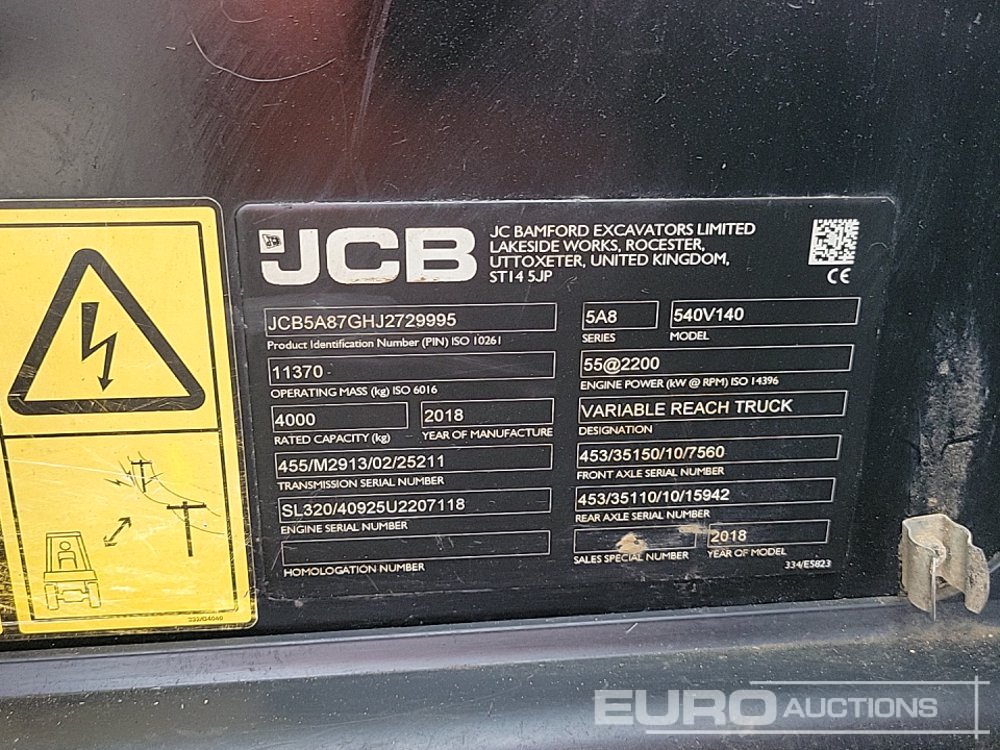 JCB
JC BAMFORD EXCAVATORS LIMITED
LAKESIDE WORKS, ROCESTER,
UTTOXETER, UNITED KINGDOM,
ST14 5JP
CE
JCB5A87GHJ2729995
Product Identification Number (PIN) ISO 10261
5A8
SERIES
540V140
MODEL
11370
OPERATING MASS (kg) ISO 6016
55@2200
ENGINE POWER (kW @ RPM) ISO 14396
4000
RATED CAPACITY (kg)
2018
YEAR OF MANUFACTURE
VARIABLE REACH TRUCK
DESIGNATION
455/M2913/02/25211
TRANSMISSION SERIAL NUMBER
453/35150/10/7560
FRONT AXLE SERIAL NUMBER
SL320/40925U2207118
ENGINE SERIAL NUMBER
453/35110/10/15942
REAR AXLE SERIAL NUMBER
HOMOLOGATION NUMBER
SALES SPECIAL NUMBER
2018
YEAR OF MODEL
334/E5823
EURO AUCTIONS